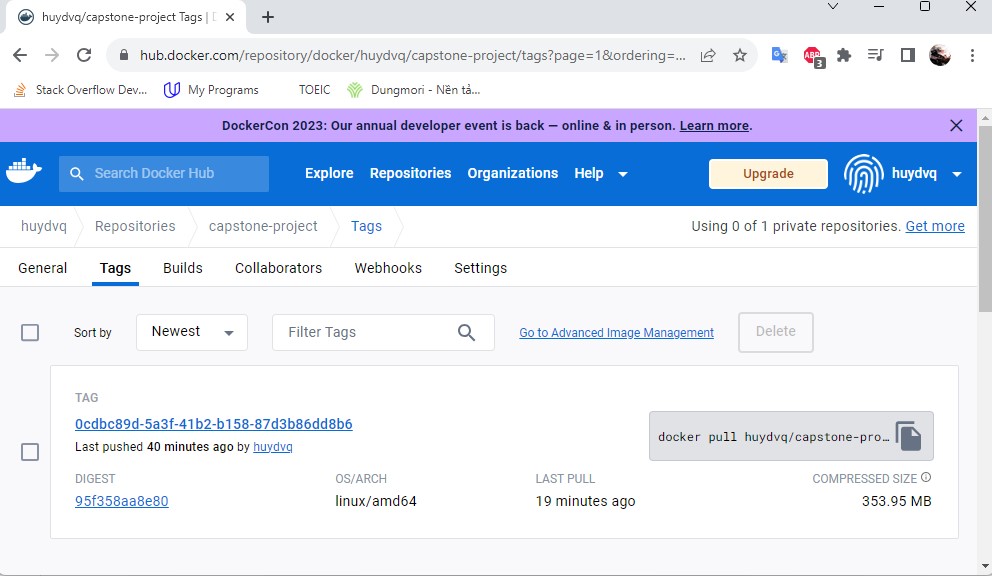 huydvq/capstone-project Tags | D
hub.docker.com/repository/docker/huydvq/capstone-project/tags?page=1&ordering=...
ABP
3
Stack Overflow Dev...
My Programs
TOEIC
Dungmori - Nền tả...
DockerCon 2023: Our annual developer event is back — online & in person. Learn more.
Search Docker Hub
Explore
Repositories
Organizations
Help
Upgrade
huydvq
huydvq
Repositories
capstone-project
Tags
Using 0 of 1 private repositories. Get more
General
Tags
Builds
Collaborators
Webhooks
Settings
Sort by
Newest
Filter Tags
Go to Advanced Image Management
Delete
TAG
0cdbc89d-5a3f-41b2-b158-87d3b86dd8b6
Last pushed 40 minutes ago by huydvq
docker pull huydvq/capstone-pro...
DIGEST
OS/ARCH
LAST PULL
COMPRESSED SIZE
95f358aa8e80
linux/amd64
19 minutes ago
353.95 MB